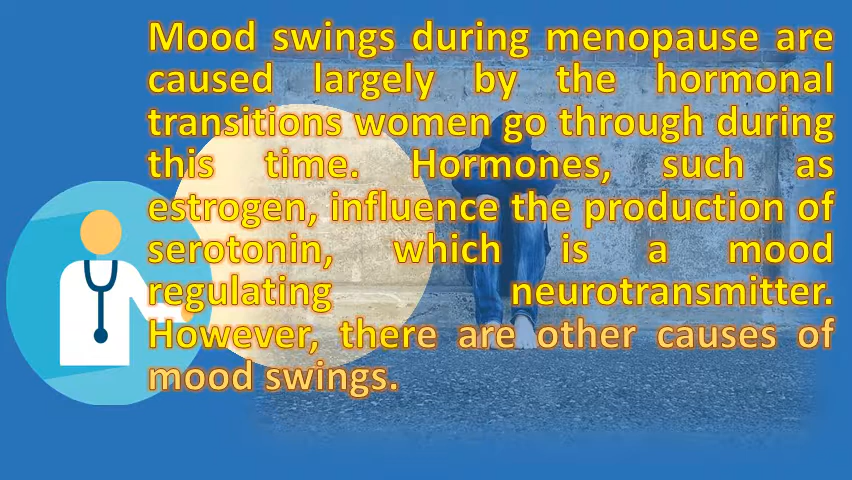 Mood swings during menopause are
caused largely by the hormonal
transitions women go through during
this time. Hormones, such as
estrogen, influence the production of
serotonin, which is a mood
regulating neurotransmitter.
However, there are other causes of
mood swings.